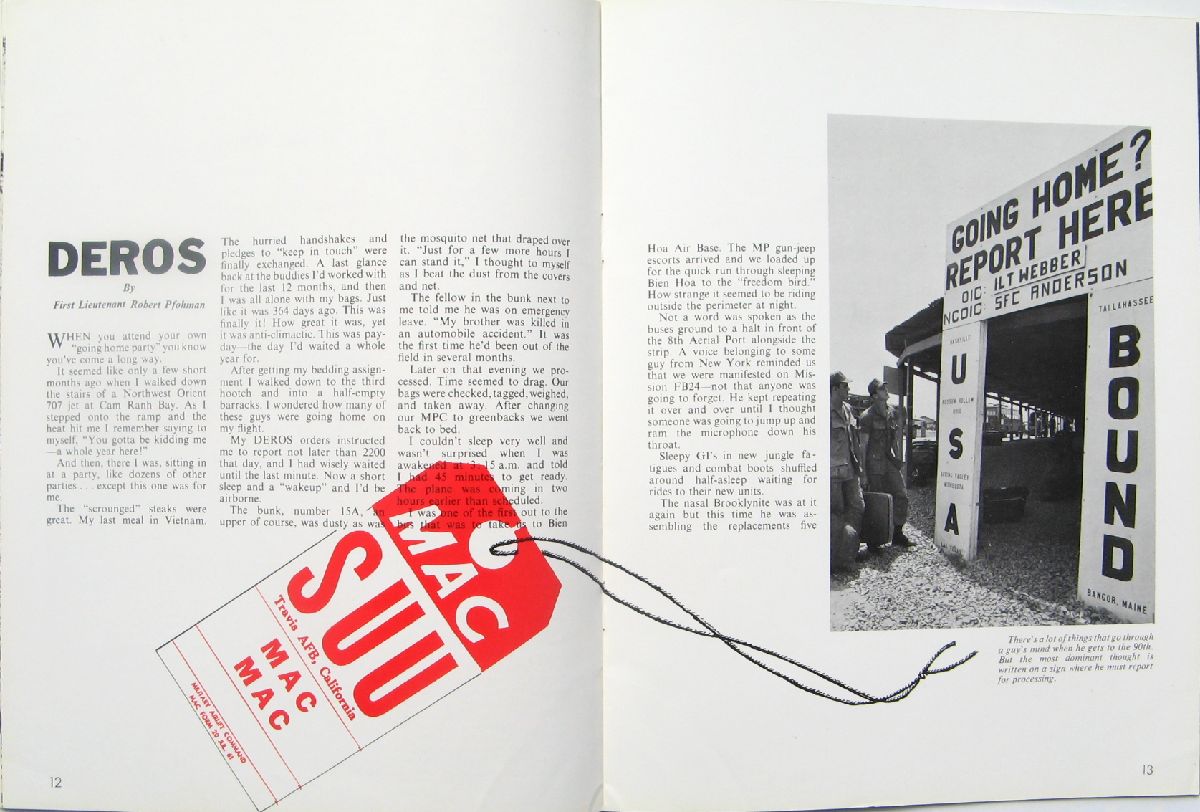 DEROS
By
First Lieutenant Robert Pfohman
WHEN you attend your own
"going home party" you know
you've come a long way.
It seemed like only a few short
months ago when I walked down
the stairs of a Northwest Orient
707 jet at Cam Ranh Bay. As I
stepped onto the ramp and the
heat hit me I remember saying to
myself, "You gotta be kidding me
—a whole year here!"
And then, there I was, sitting in
at a party, like dozens of other
parties . . . except this one was for
me.
The "scrounged" steaks were
great. My last meal in Vietnam.
The hurried handshakes and
pledges to "keep in touch" were
finally exchanged. A last glance
back at the buddies I'd worked with
for the last 12 months, and then
I was all alone with my bags. Just
like it was 364 days ago. This was
finally it! How great it was, yet
it was anti-climactic. This was pay-
day—the day I'd waited a whole
year for.
After getting my bedding assign-
ment I walked down to the third
hootch and into a half-empty
barracks. I wondered how many of
these guys were going home on
my flight.
My DEROS orders instructed
me to report not later than 2200
that day, and I had wisely waited
until the last minute. Now a short
sleep and a "wakeup" and I'd be
airborne.
The bunk, number 15A, an
upper of course, was dusty as was
the mosquito net that draped over
it. "Just for a few more hours I
can stand it," I thought to myself
as I beat the dust from the covers
and net.
The fellow in the bunk next to
me told me he was on emergency
leave. "My brother was killed in
an automobile accident." It was
the first time he'd been out of the
field in several months.
Later on that evening we pro-
cessed. Time seemed to drag. Our
bags were checked, tagged, weighed,
and taken away. After changing
my MPC to greenbacks we went
back to bed.
I couldn't sleep very well and
wasn't surprised when I was
awakened at 3:15 a.m. and told
I had 45 minutes to get ready.
The plane was coming in two
hours earlier than scheduled.
I was one of the first out to the
bus that was to take us to Bien
MAC
SUU
Travis AFB, California
MAC
MAC
MILITARY AIRLIFT COMMAND
MAC FORM
12
Hoa Air Base. The MP gun-jeep
escorts arrived and we loaded up
for the quick run through sleeping
Bien Hoa to the "freedom bird."
How strange it seemed to be riding
outside the perimeter at night.
Not a word was spoken as the
buses ground to a halt in front of
the 8th Aerial Port alongside the
strip. A voice belonging to some
guy from New York reminded us
that we were manifested on Mis-
sion FB24—not that anyone was
going to forget. He kept repeating
it over and over until I thought
someone was going to jump up and
ram the microphone down his
throat.
Sleepy GI's in new jungle fa-
tigues and combat boots shuffled
around half-asleep waiting for
rides to their new units.
The nasal Brooklynite was at it
again but this time he was as-
sembling the replacements five
GOING HOME?
REPORT HERE
OIC: 1LT WEBBER
NCOIC: SFC ANDERSON
USA
TALLAHASSEE
BOUND
BANGOR, MAINE
There's a lot of things that go through
a guy's mind when he gets to the 90th.
But the most dominant thought is
written on a sign where he must report
for processing.
13